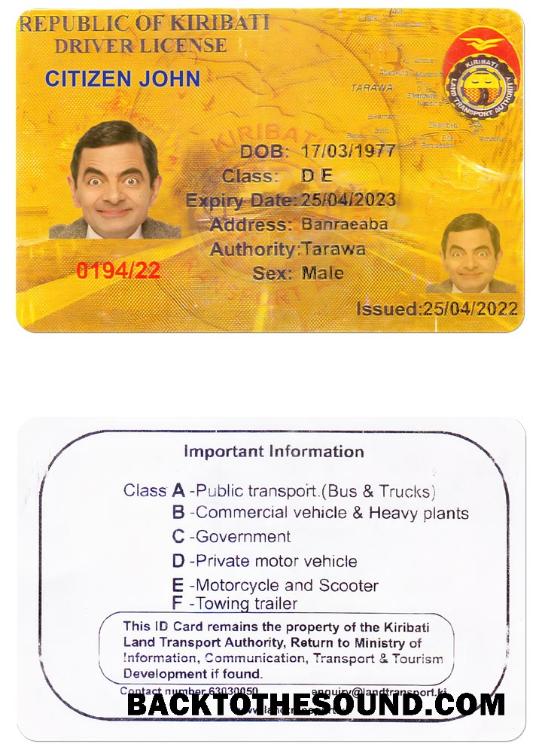 REPUBLIC OF KIRIBATI
DRIVER LICENSE
CITIZEN JOHN
TARAWA
KIRIBATI
LAND TRANSPORT AUTHORITY
KIRIBATI
DOB: 17/03/1977
Class: D E
Expiry Date: 25/04/2023
Address: Banraeaba
Authority: Tarawa
Sex: Male
0194/22
TRANSPORT
Issued: 25/04/2022
Important Information
Class A -Public transport.(Bus & Trucks)
B -Commercial vehicle & Heavy plants
C -Government
D -Private motor vehicle
E -Motorcycle and Scooter
F -Towing trailer
This ID Card remains the property of the Kiribati
Land Transport Authority, Return to Ministry of
Information, Communication, Transport & Tourism
Development if found.
Contact number 63030050 enquiry@landtransport.ki
BACKTOTHESOUND.COM